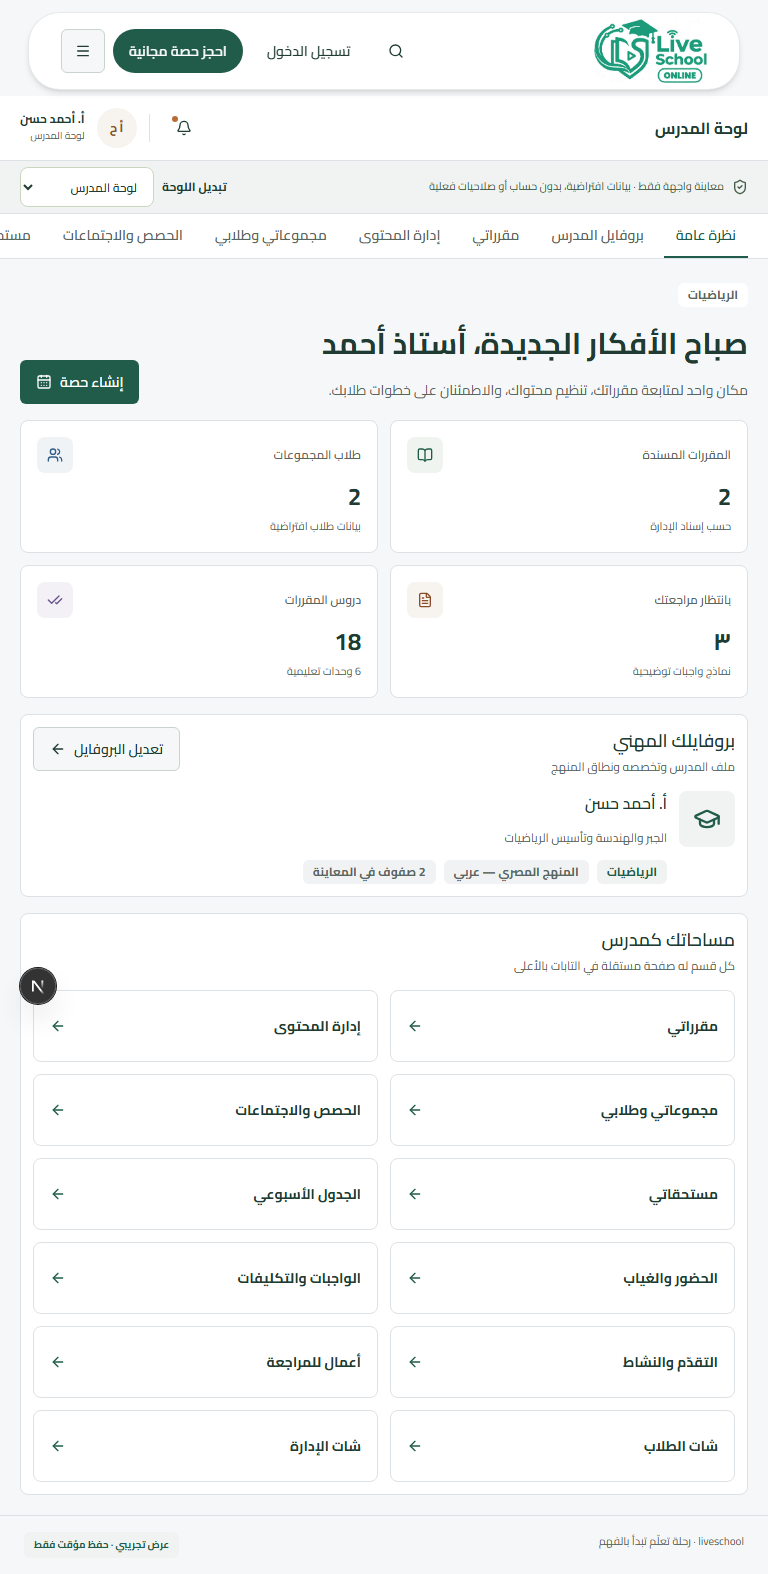 Live School ONLINE
تسجيل الدخول
احجز حصة مجانية
لوحة المدرس
أ ح
أ. أحمد حسن
لوحة المدرس
معاينة واجهة فقط · بيانات افتراضية، بدون حساب أو صلاحيات فعلية
تبديل اللوحة
لوحة المدرس
نظرة عامة
بروفايل المدرس
مقرراتي
إدارة المحتوى
مجموعاتي وطلابي
الحصص والاجتماعات
الرياضيات
صباح الأفكار الجديدة، أستاذ أحمد
مكان واحد لمتابعة مقرراتك، تنظيم محتواك، والاطمئنان على خطوات طلابك.
إنشاء حصة
المقررات المسندة
2
حسب إسناد الإدارة
طلاب المجموعات
2
بيانات طلاب افتراضية
بانتظار مراجعتك
٣
نماذج واجبات توضيحية
دروس المقررات
18
6 وحدات تعليمية
بروفايلك المهني
ملف المدرس وتخصصه ونطاق المنهج
تعديل البروفايل
أ. أحمد حسن
الجبر والهندسة وتأسيس الرياضيات
الرياضيات
المنهج المصري — عربي
2 صفوف في المعاينة
مساحاتك كمدرس
كل قسم له صفحة مستقلة في التابات بالأعلى
مقرراتي
إدارة المحتوى
مجموعاتي وطلابي
الحصص والاجتماعات
مستحقاتي
الجدول الأسبوعي
الحضور والغياب
الواجبات والتكليفات
التقدّم والنشاط
أعمال للمراجعة
شات الطلاب
شات الإدارة
liveschool · رحلة تعلّم تبدأ بالفهم
عرض تجريبي · حفظ مؤقت فقط